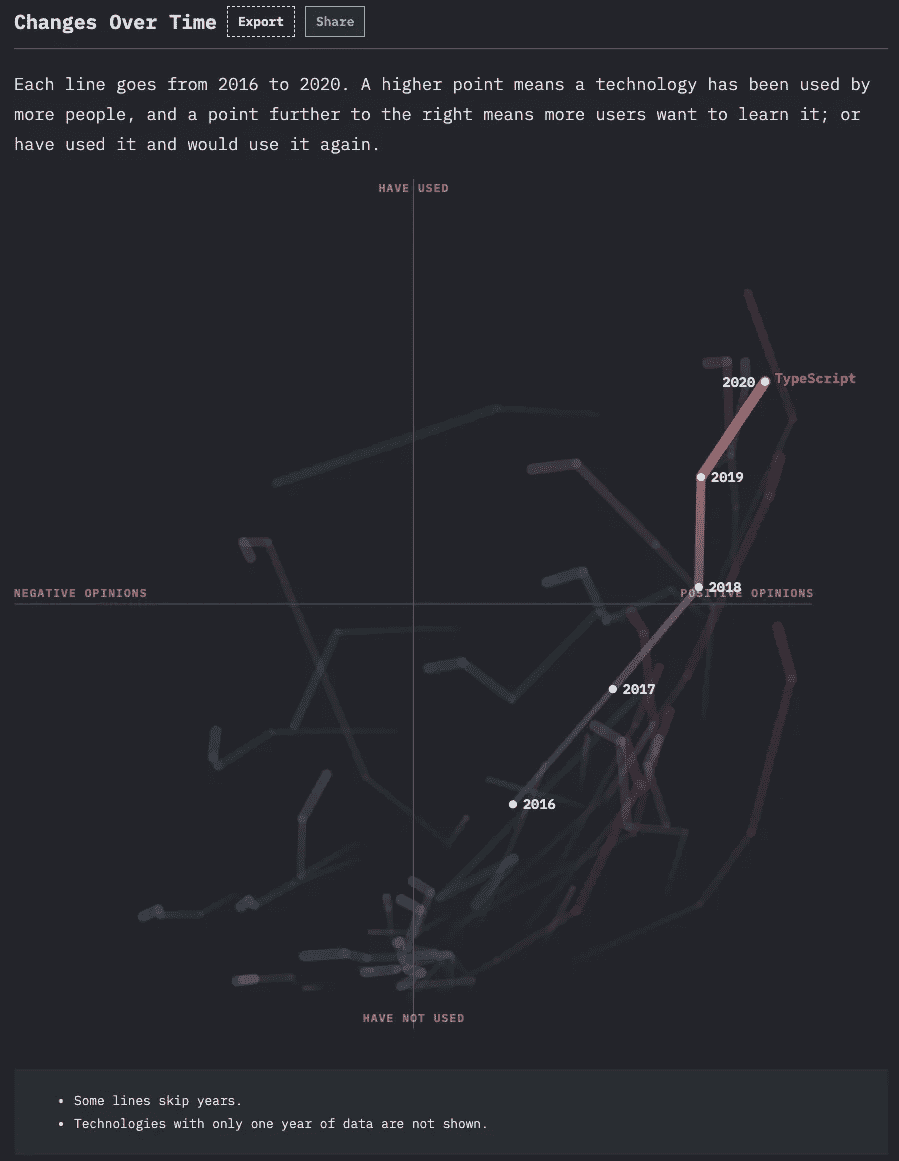 Changes Over Time Export Share
Each line goes from 2016 to 2020. A higher point means a technology has been used by
more people, and a point further to the right means more users want to learn it; or
have used it and would use it again.
HAVE USED
2020 TypeScript
2019
2018
NEGATIVE OPINIONS POSITIVE OPINIONS
2017
2016
HAVE NOT USED
• Some lines skip years.
• Technologies with only one year of data are not shown.